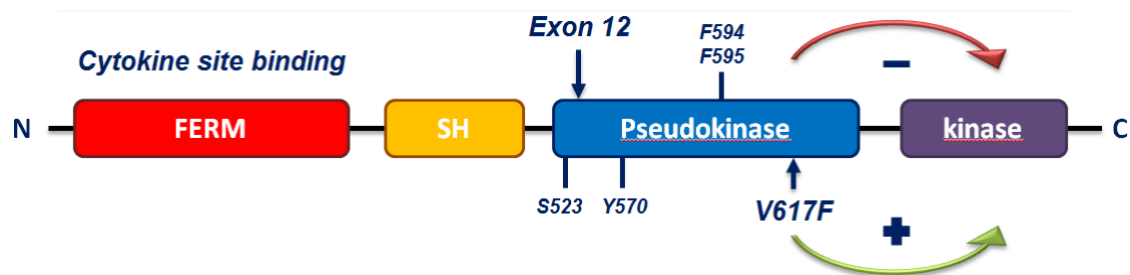 Exon 12
F594
F595
Cytokine site binding
–
N
FERM
SH
Pseudokinase
kinase
C
S523
Y570
V617F
+